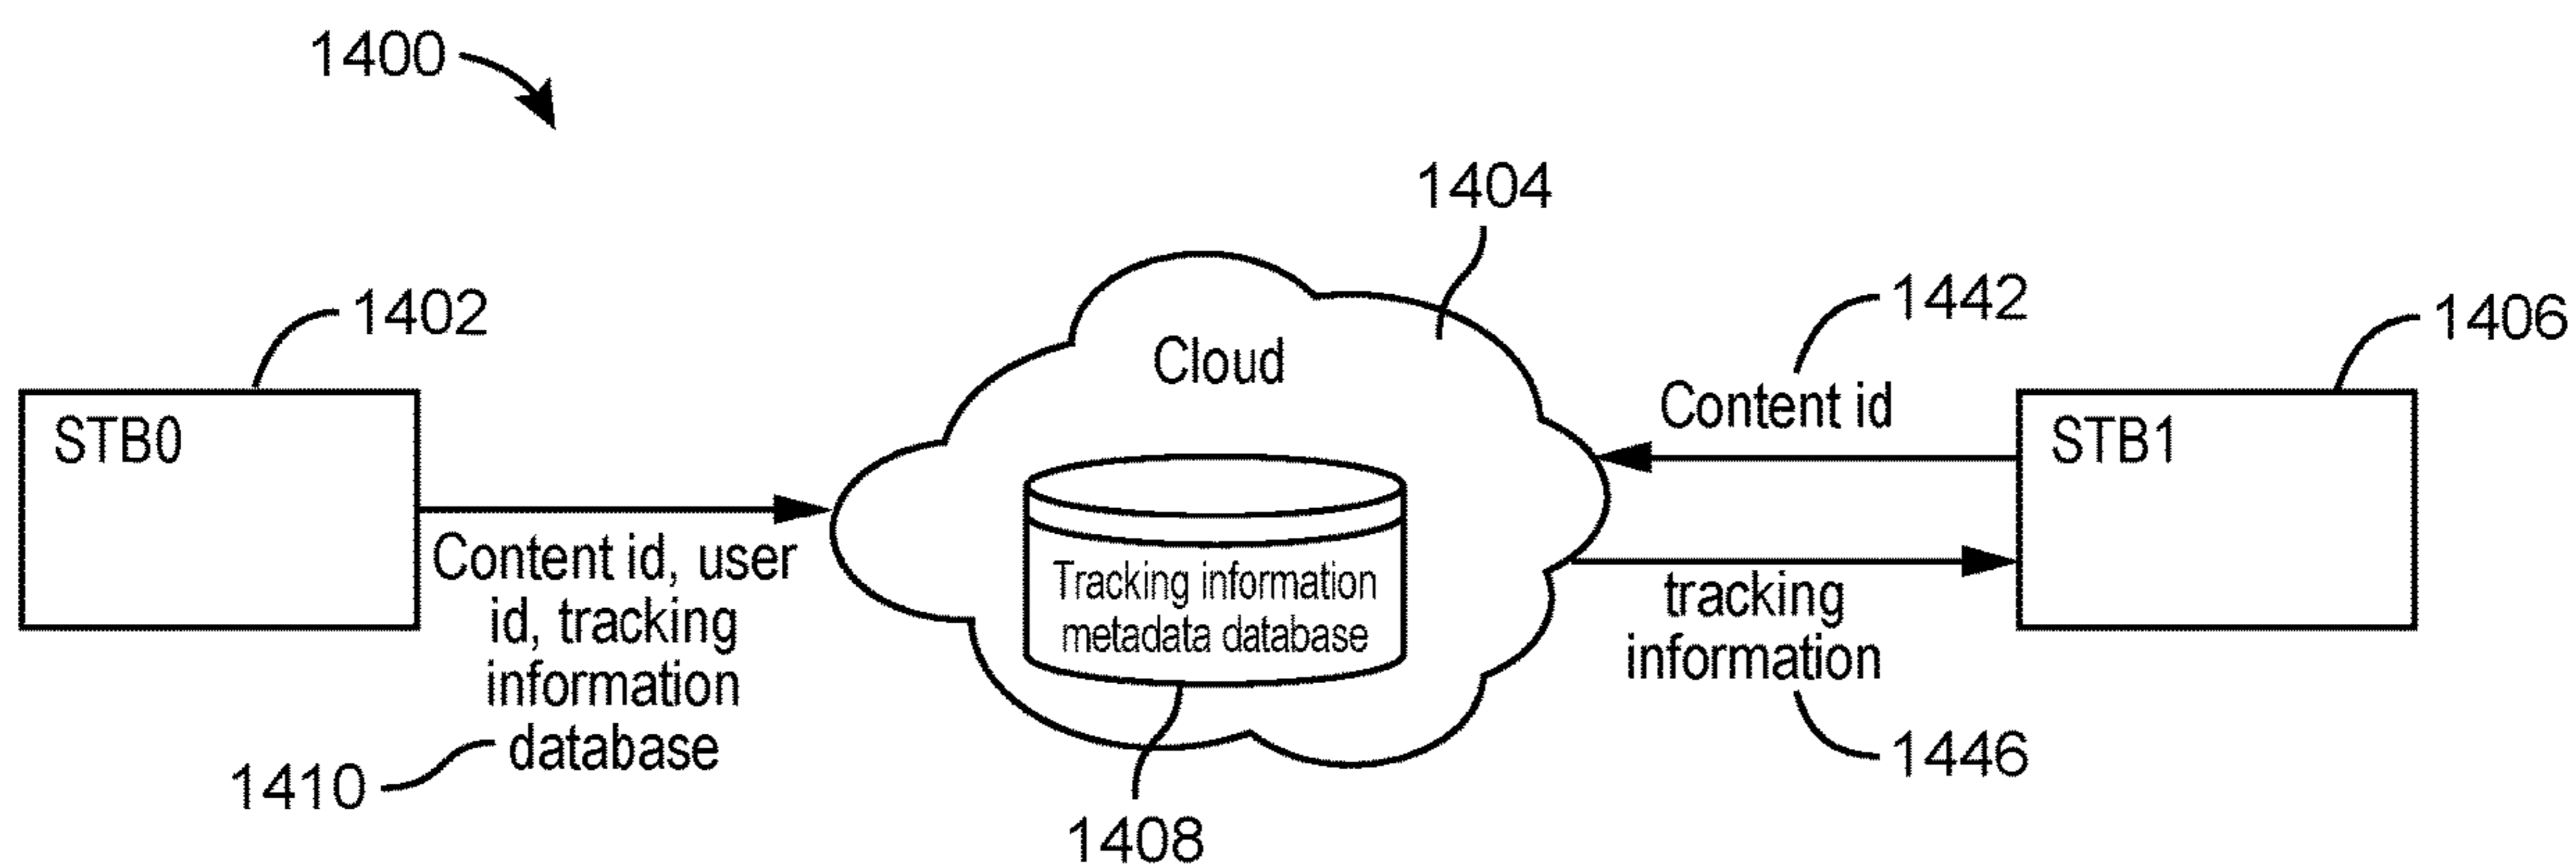 1400
1404
1402
1442
1406
Cloud
Content id
STB0
STB1
Content id, user
id, tracking
information
database
Tracking information
metadata database
tracking
information
1410
1446
1408